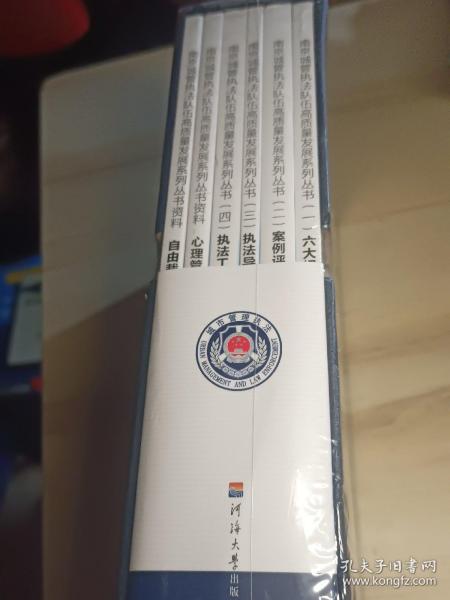 南京城管执法队伍高质量发展系列丛书资料 自由裁
南京城管执法队伍高质量发展系列丛书资料 心理管
南京城管执法队伍高质量发展系列丛书（四）执法工
南京城管执法队伍高质量发展系列丛书（三）执法导
南京城管执法队伍高质量发展系列丛书（二）案例评
南京城管执法队伍高质量发展系列丛书（一）六大
城市管理执法
URBAN MANAGEMENT AND LAW ENFORCEMENT
河海大学出版
孔夫子旧书网
www.kongfz.com